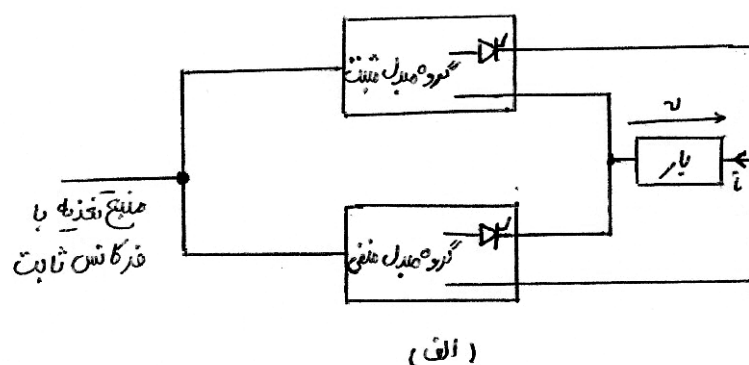 گروه مبدل مثبت
v
بار
i
منبع تغذیه با
فرکانس ثابت
گروه مبدل منفی
(الف)